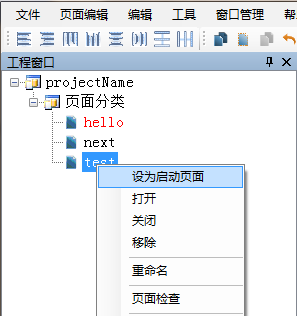 文件 页面编辑 编辑 工具 窗口管理 帮
工程窗口
projectName
页面分类
hello
next
test
设为启动页面
打开
关闭
移除
重命名
页面检查